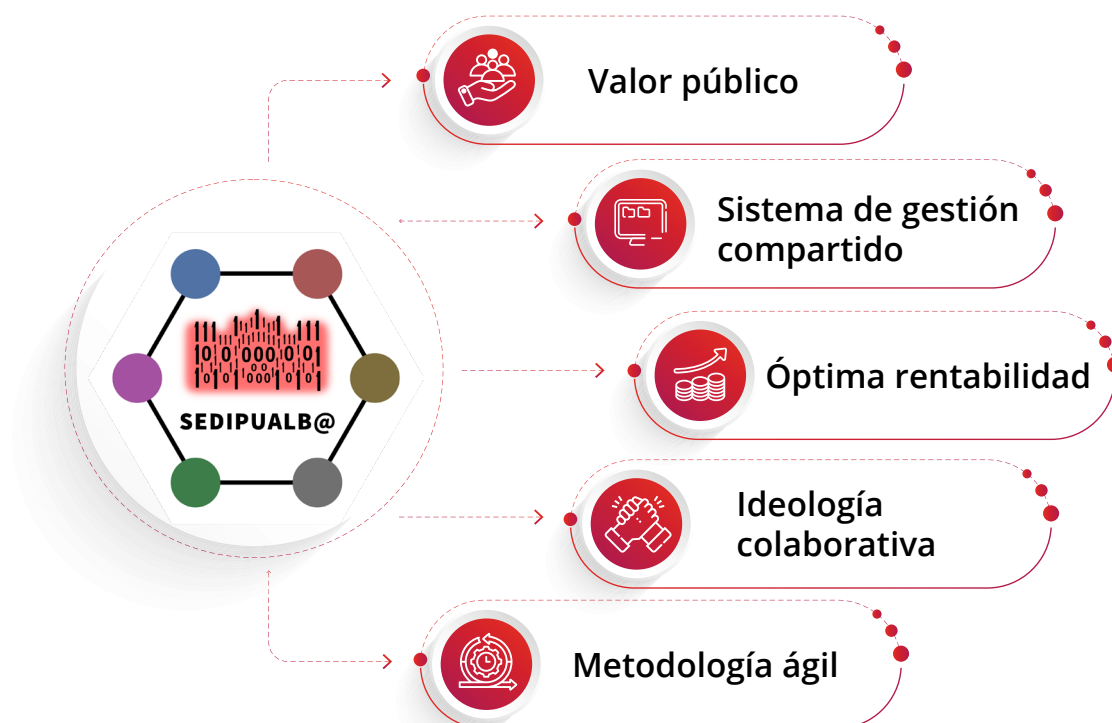 Valor público
Sistema de gestión
compartido
SEDIPUALB@
Óptima rentabilidad
Ideología
colaborativa
Metodología ágil